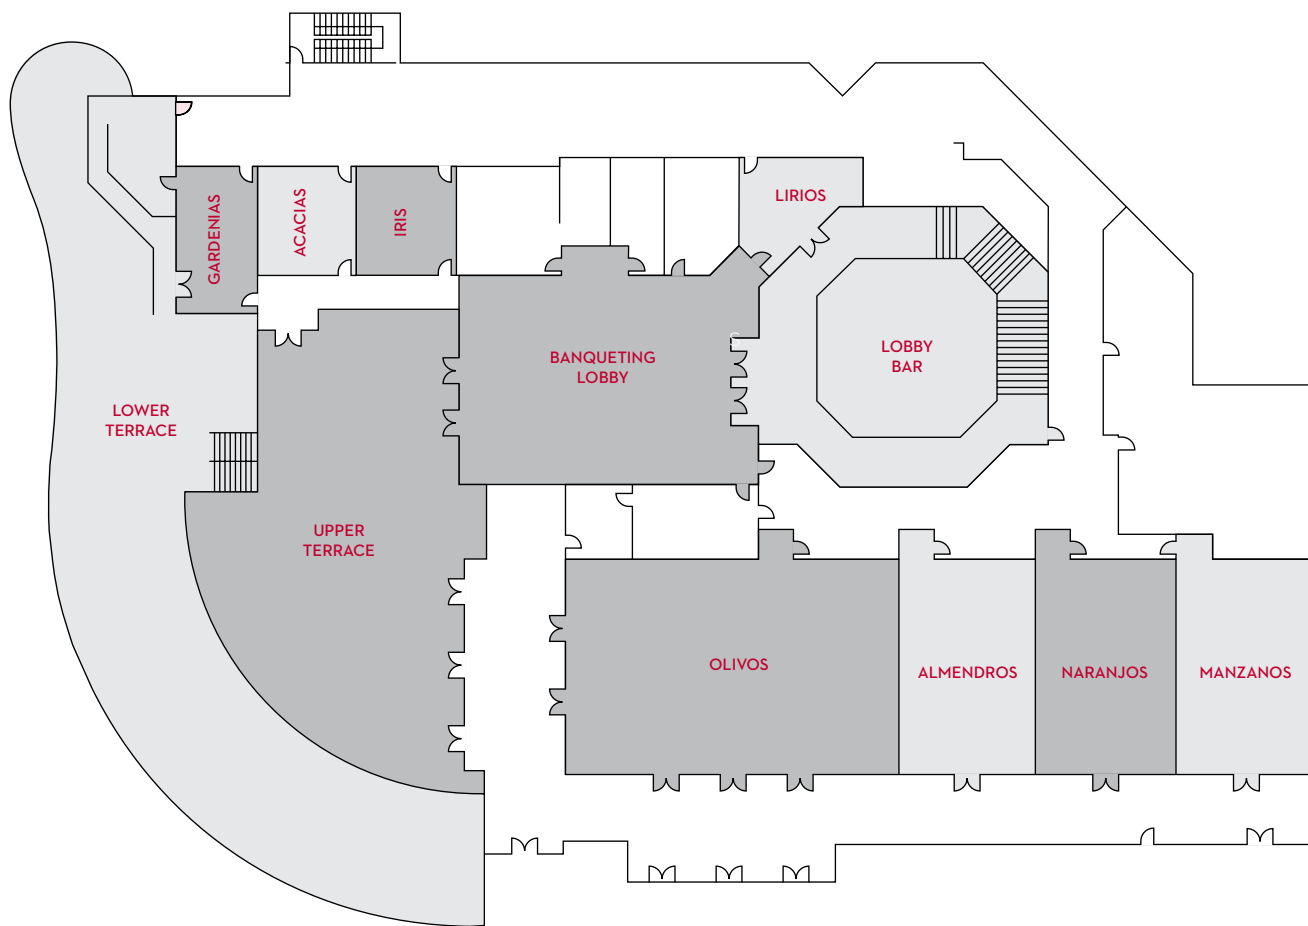 LIRIOS
GARDENIAS
ACACIAS
IRIS
BANQUETING
LOBBY
S
LOBBY
BAR
LOWER
TERRACE
UPPER
TERRACE
OLIVOS
ALMENDROS
NARANJOS
MANZANOS